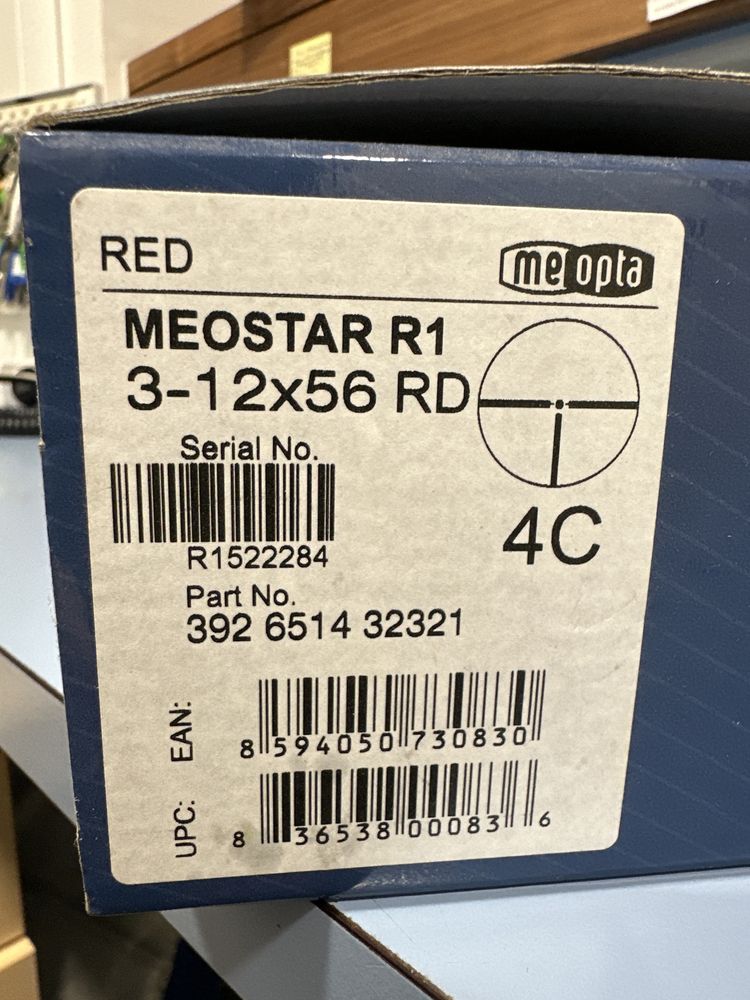 RED
meopta
MEOSTAR R1
3-12x56 RD
Serial No.
R1522284
4C
Part No.
392 6514 32321
EAN:
8 594050 730830
UPC:
8 36538 00083 6